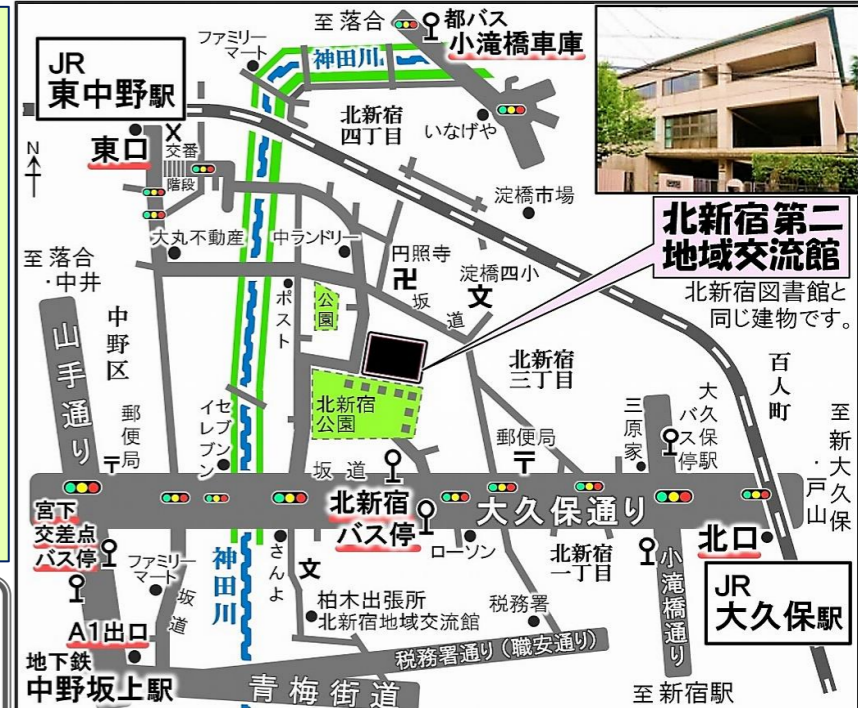 至 落合
都バス
小滝橋車庫
ファミリー
マート
神田川
JR
東中野駅
北新宿
四丁目
いなげや
東口
交番
階段
N
淀橋市場
北新宿第二
地域交流館
北新宿図書館と
同じ建物です。
大丸不動産
中ランドリー
円照寺
卍
坂道
淀橋四小
文
至 落合
・中井
中野区
山手通り
ポスト
公園
北新宿
三丁目
百人町
大久保駅
バス停
三原家
至 新大久保
・戸山
郵便局
〒
セブン
イレブン
北新宿
公園
坂道
郵便局
〒
宮下
交差点
バス停
北新宿
バス停
大久保通り
北口
ファミリー
マート
坂道
神田川
さんよ
文
ローソン
北新宿
一丁目
小滝橋通り
JR
大久保駅
柏木出張所
北新宿地域交流館
税務署
A1出口
地下鉄
中野坂上駅
税務署通り(職安通り)
青梅街道
至 新宿駅